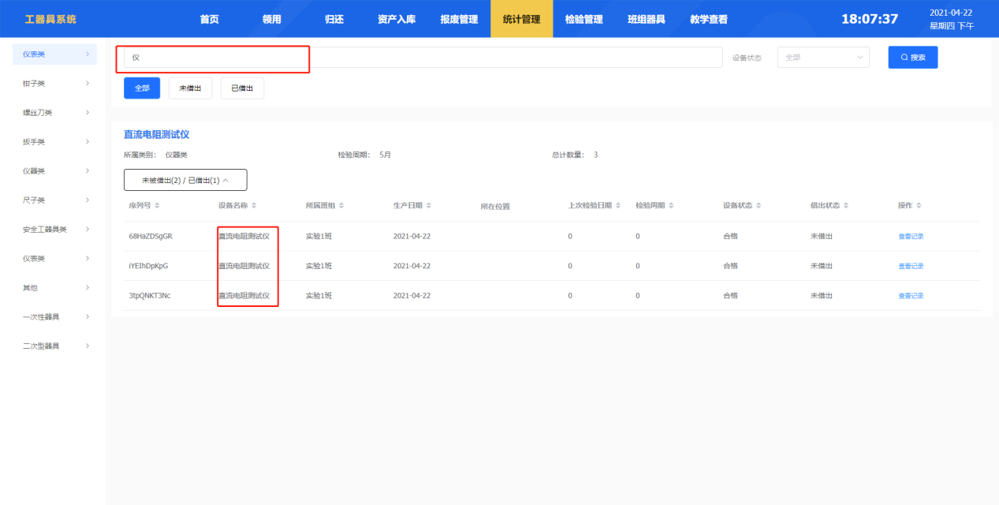 工器具系统 首页 领用 归还 资产入库 报废管理 统计管理 检验管理 班组器具 教学查看 18:07:37 2021-04-22
星期四 下午
仪表类
钳子类
螺丝刀类
扳手类
仪器类
尺子类
安全工器具类
仪表类
其他
一次性器具
二次型器具
仪 设备状态 全部 搜索
全部 未借出 已借出
直流电阻测试仪
所属类别: 仪器类 检验周期: 5月 总计数量: 3
未被借出(2) / 已借出(1)
序列号 设备名称 所属班组 生产日期 所在位置 上次检验日期 检验周期 设备状态 借出状态 操作
68HaZDSgGR 直流电阻测试仪 实验1班 2021-04-22 0 0 合格 未借出 查看记录
iYEIhDpKpG 直流电阻测试仪 实验1班 2021-04-22 0 0 合格 未借出 查看记录
3tpQNKT3Nc 直流电阻测试仪 实验1班 2021-04-22 0 0 合格 未借出 查看记录